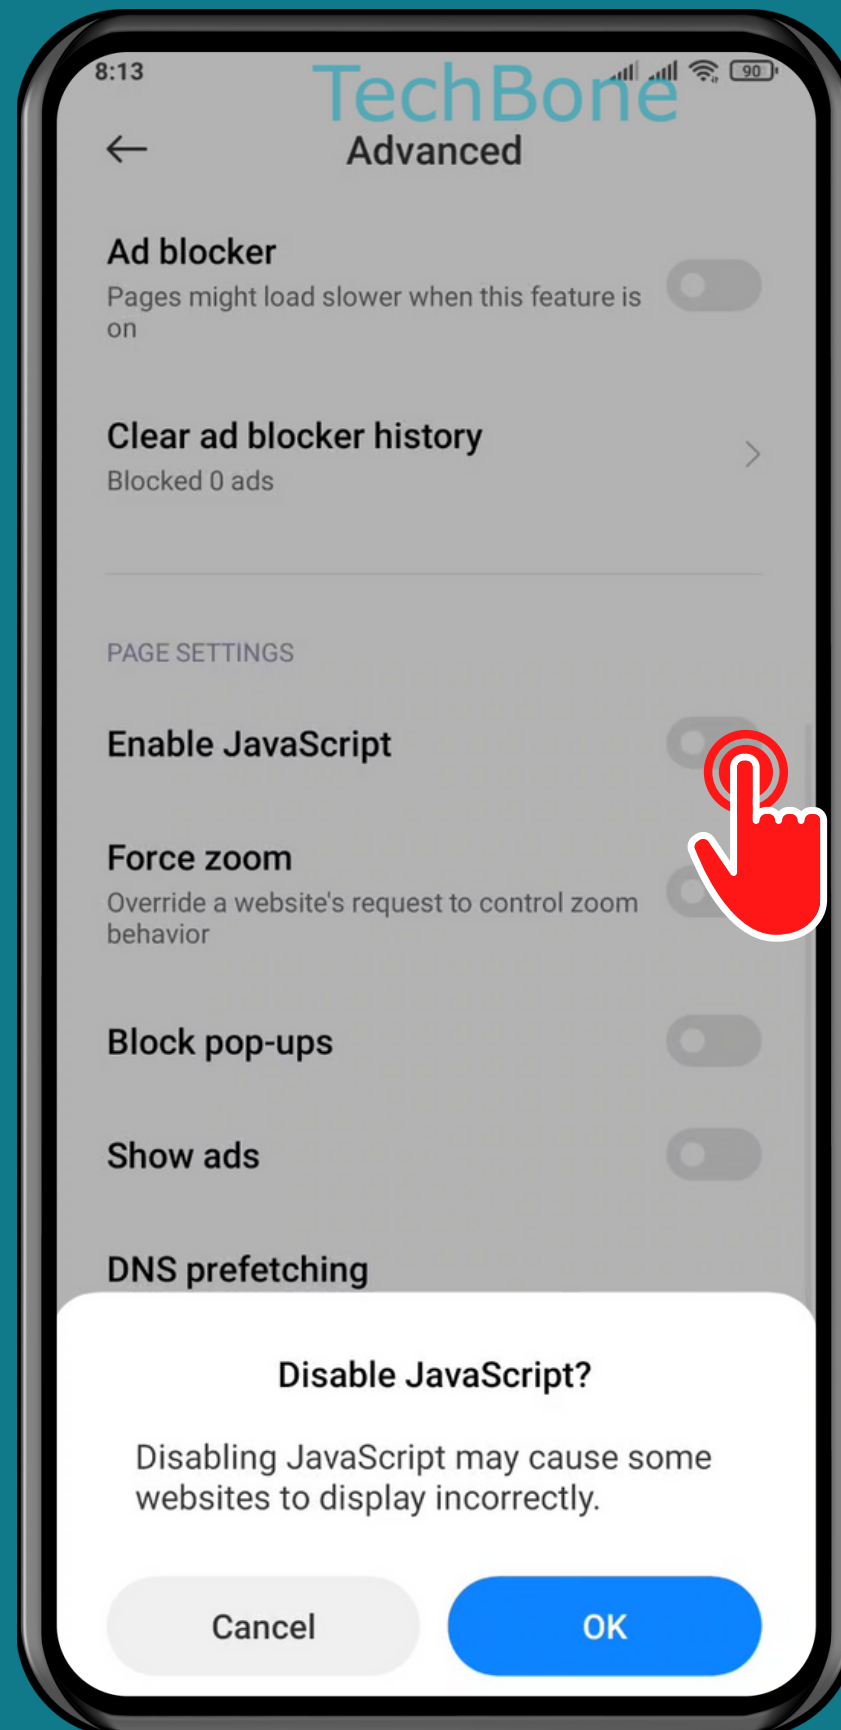 8:13
TechBone
90
Advanced
Ad blocker
Pages might load slower when this feature is
on
Clear ad blocker history
Blocked 0 ads
PAGE SETTINGS
Enable JavaScript
Force zoom
Override a website's request to control zoom
behavior
Block pop-ups
Show ads
DNS prefetching
Disable JavaScript?
Disabling JavaScript may cause some
websites to display incorrectly.
Cancel
OK